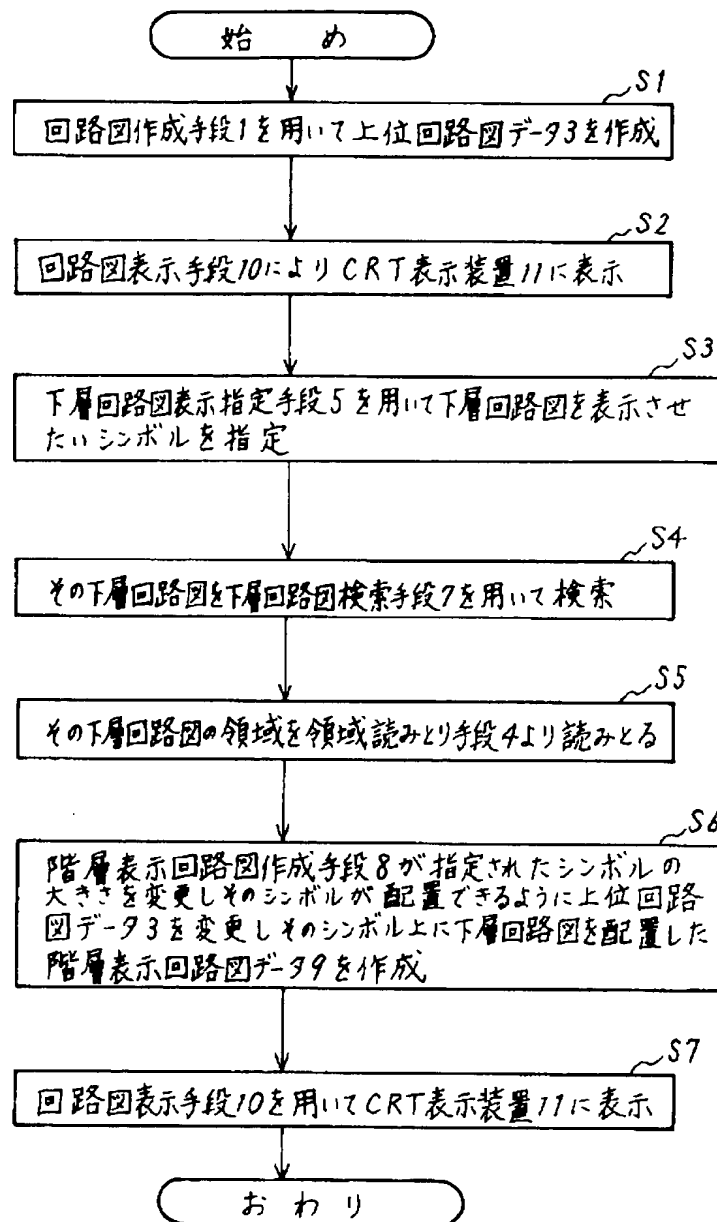 始 め
S1
回路図作成手段1を用いて上位回路図データ3を作成
S2
回路図表示手段10によりCRT表示装置11に表示
S3
下層回路図表示指定手段5を用いて下層回路図を表示させ
たいシンボルを指定
S4
その下層回路図を下層回路図検索手段7を用いて検索
S5
その下層回路図の領域を領域読みとり手段4より読みとる
S6
階層表示回路図作成手段8が指定されたシンボルの
大きさを変更しそのシンボルが配置できるように上位回路
図データ3を変更しそのシンボル上に下層回路図を配置した
階層表示回路図データ9を作成
S7
回路図表示手段10を用いてCRT表示装置11に表示
おわり